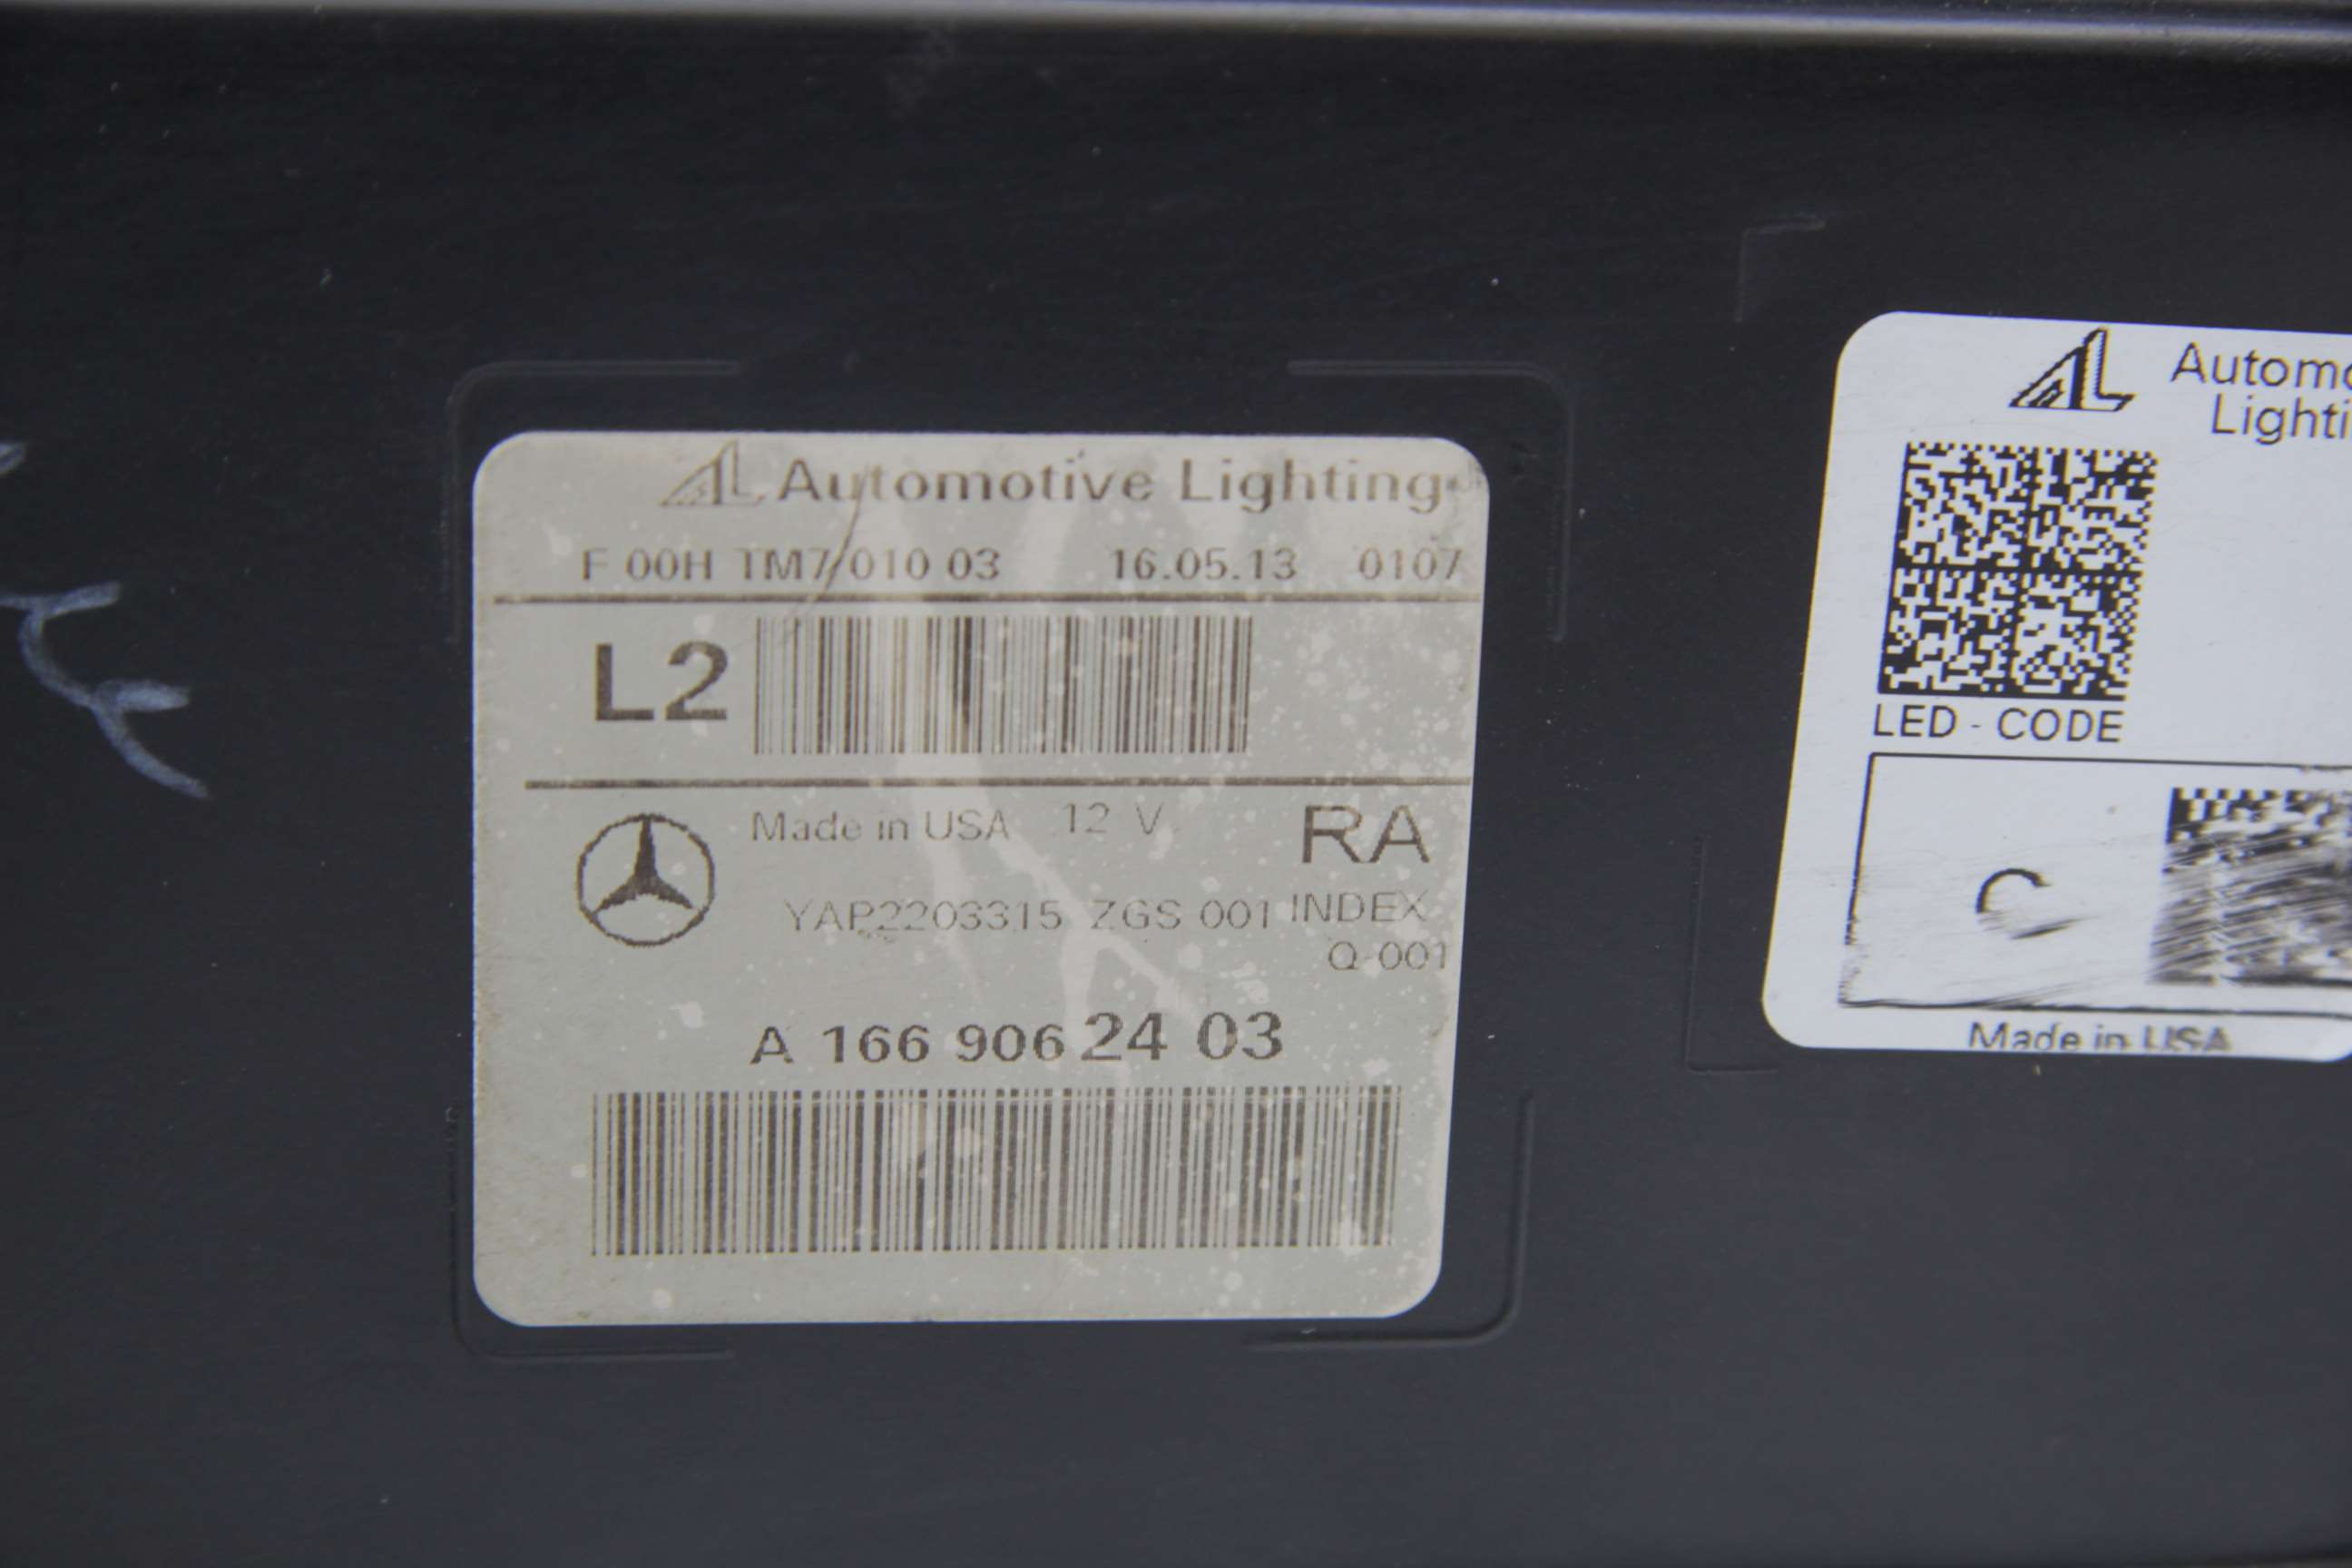 Automotive Lighting
F 00H 1M7 010 03 16.05.13 0107
L2
Made in USA 12 V RA
YAP2203315 ZGS 001 INDEX
Q-001
A 166 906 24 03
Automo
Lighti
LED - CODE
C
Made in USA